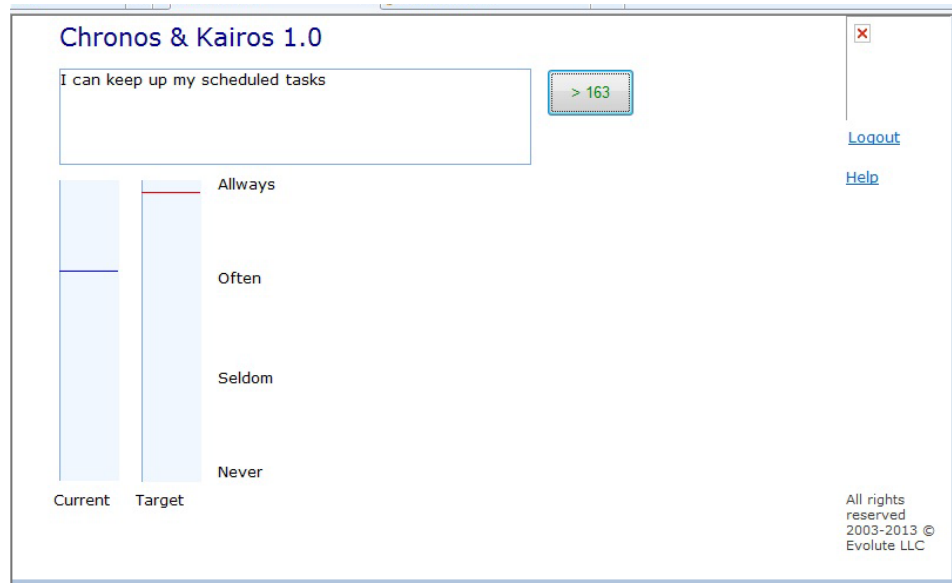 Chronos & Kairos 1.0
I can keep up my scheduled tasks
> 163
Logout
Help
Allways
Often
Seldom
Never
Current
Target
All rights
reserved
2003-2013 ©
Evolute LLC